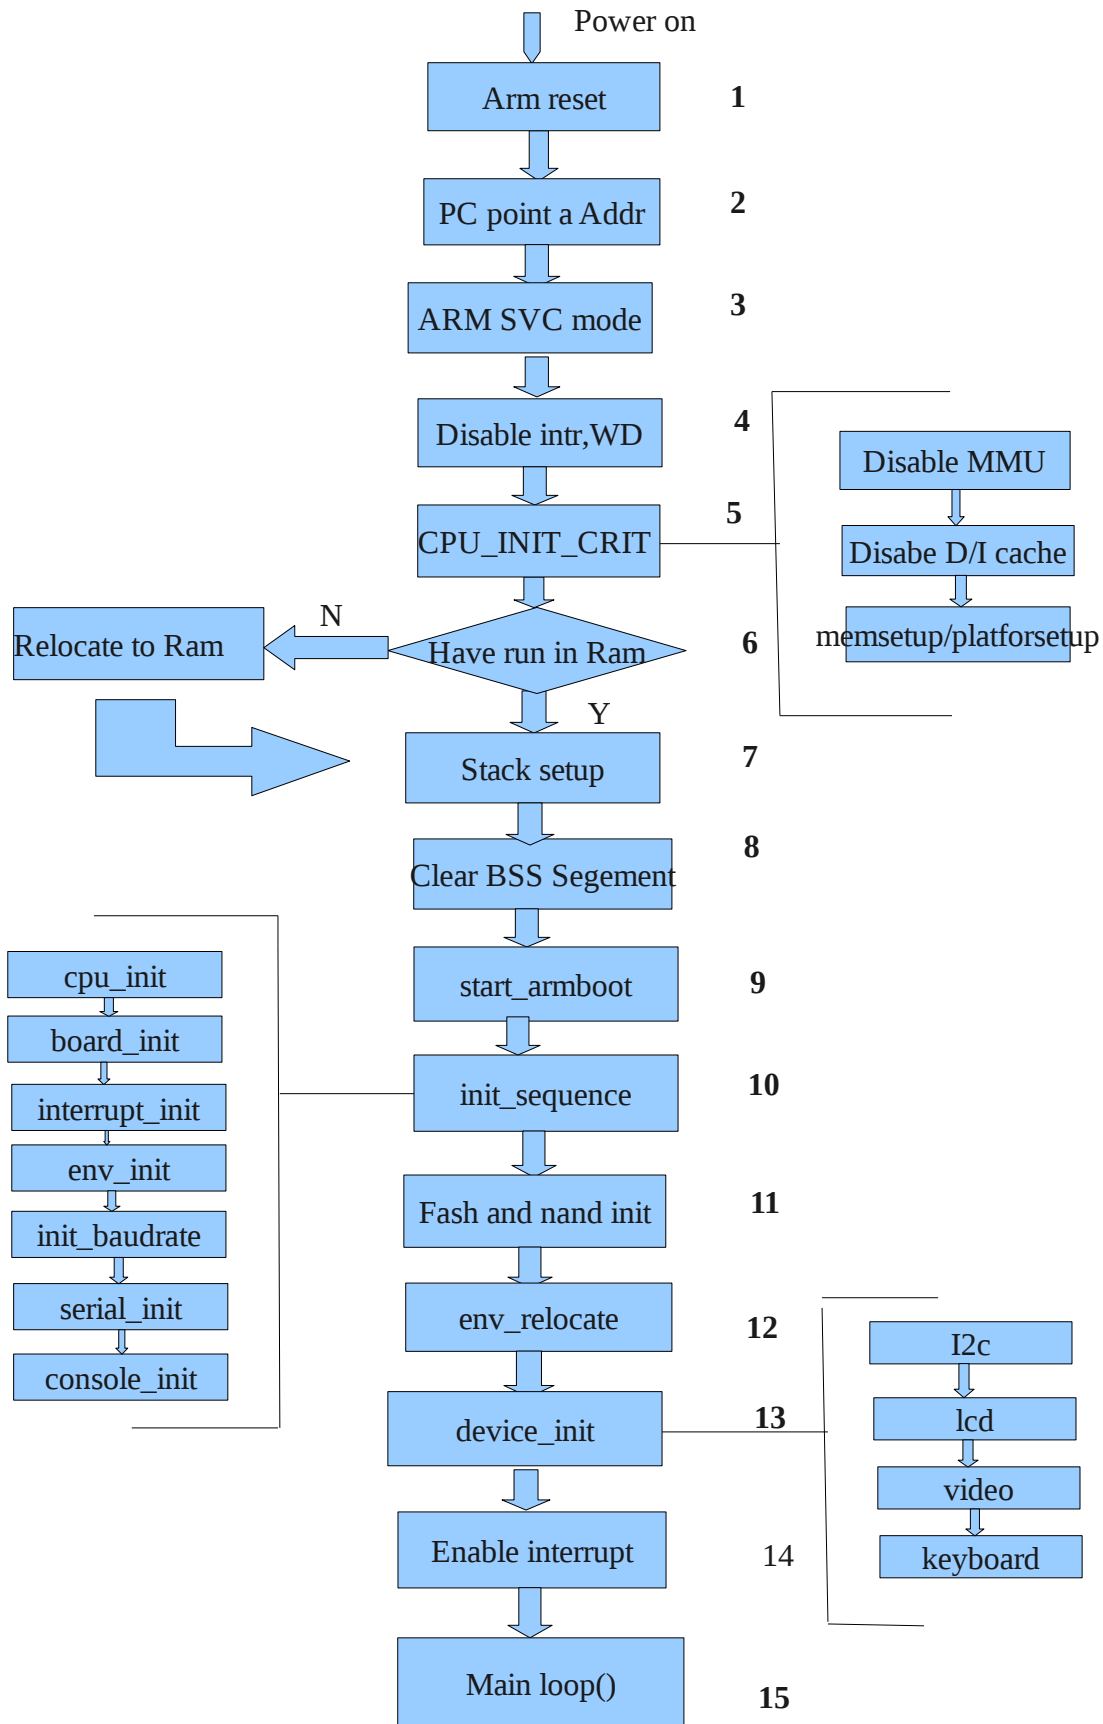 Power on
Arm reset
1
PC point a Addr
2
ARM SVC mode
3
Disable intr,WD
4
CPU_INIT_CRIT
5
Disable MMU
Disabe D/I cache
memsetup/platforsetup
Have run in Ram
6
N
Relocate to Ram
Y
Stack setup
7
Clear BSS Segement
8
start_armboot
9
init_sequence
10
cpu_init
board_init
interrupt_init
env_init
init_baudrate
serial_init
console_init
Fash and nand init
11
env_relocate
12
device_init
13
I2c
lcd
video
keyboard
Enable interrupt
14
Main loop()
15